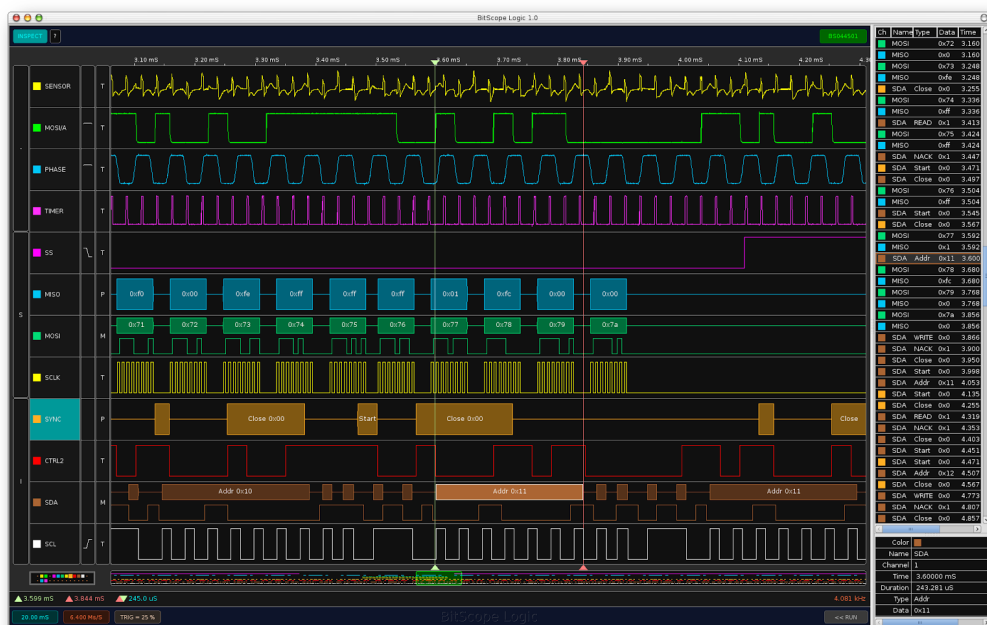 BitScope Logic 1.0
INSPECT ?
BS044501
3.10 mS 3.20 mS 3.30 mS 3.40 mS 3.50 mS 3.60 mS 3.70 mS 3.80 mS 3.90 mS 4.00 mS 4.10 mS 4.20 mS
SENSOR T
MOSI/A T
PHASE T
TIMER T
SS T
S
MISO P 0xf0 0x00 0xfe 0xff 0xff 0xff 0x01 0xfc 0x00 0x00
MOSI M 0x71 0x72 0x73 0x74 0x75 0x76 0x77 0x78 0x79 0x7a
SCLK T
SYNC P Close 0x00 Start Close 0x00 Close
CTRL2 T
I
SDA M Addr 0x10 Addr 0x11 Addr 0x11
SCL T
3.599 mS 3.844 mS 245.0 uS
4.081 kHz
20.00 mS 6.400 Ms/S TRIG = 25 %
BitScope Logic
<< RUN
Ch Name Type Data Time
MOSI 0x72 3.160
MISO 0x0 3.160
MOSI 0x73 3.248
MISO 0xfe 3.248
SDA Close 0x0 3.255
MOSI 0x74 3.336
MISO 0xff 3.336
SDA READ 0x1 3.413
MOSI 0x75 3.424
MISO 0xff 3.424
SDA NACK 0x1 3.447
SDA Start 0x0 3.471
SDA Close 0x0 3.497
MOSI 0x76 3.504
MISO 0xff 3.504
SDA Start 0x0 3.545
SDA Close 0x0 3.567
MOSI 0x77 3.592
MISO 0x1 3.592
SDA Addr 0x11 3.600
MOSI 0x78 3.680
MISO 0xfc 3.680
MOSI 0x79 3.768
MISO 0x0 3.768
MOSI 0x7a 3.856
MISO 0x0 3.856
SDA WRITE 0x0 3.866
SDA NACK 0x1 3.900
SDA Close 0x0 3.950
SDA Start 0x0 3.998
SDA Addr 0x11 4.053
SDA Start 0x0 4.135
SDA Close 0x0 4.255
SDA READ 0x1 4.319
SDA NACK 0x1 4.353
SDA Close 0x0 4.403
SDA Start 0x0 4.451
SDA Start 0x0 4.471
SDA Addr 0x12 4.507
SDA Close 0x0 4.567
SDA WRITE 0x0 4.773
SDA NACK 0x1 4.807
SDA Close 0x0 4.857
Color
Name SDA
Channel 1
Time 3.60000 mS
Duration 243.281 uS
Type Addr
Data 0x11